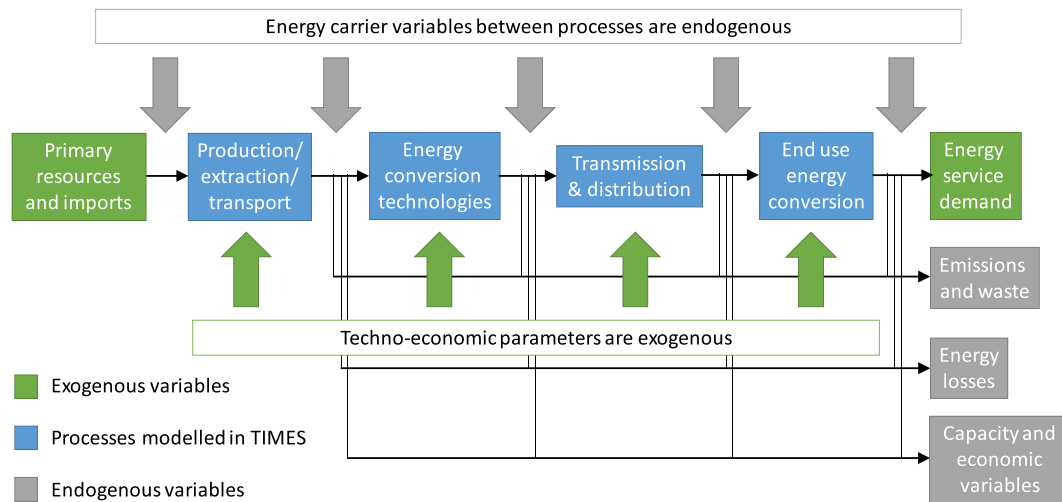 Energy carrier variables between processes are endogenous
Primary
resources
and imports
Production/
extraction/
transport
Energy
conversion
technologies
Transmission
& distribution
End use
energy
conversion
Energy
service
demand
Emissions
and waste
Techno-economic parameters are exogenous
Energy
losses
Exogenous variables
Processes modelled in TIMES
Capacity and
economic
variables
Endogenous variables